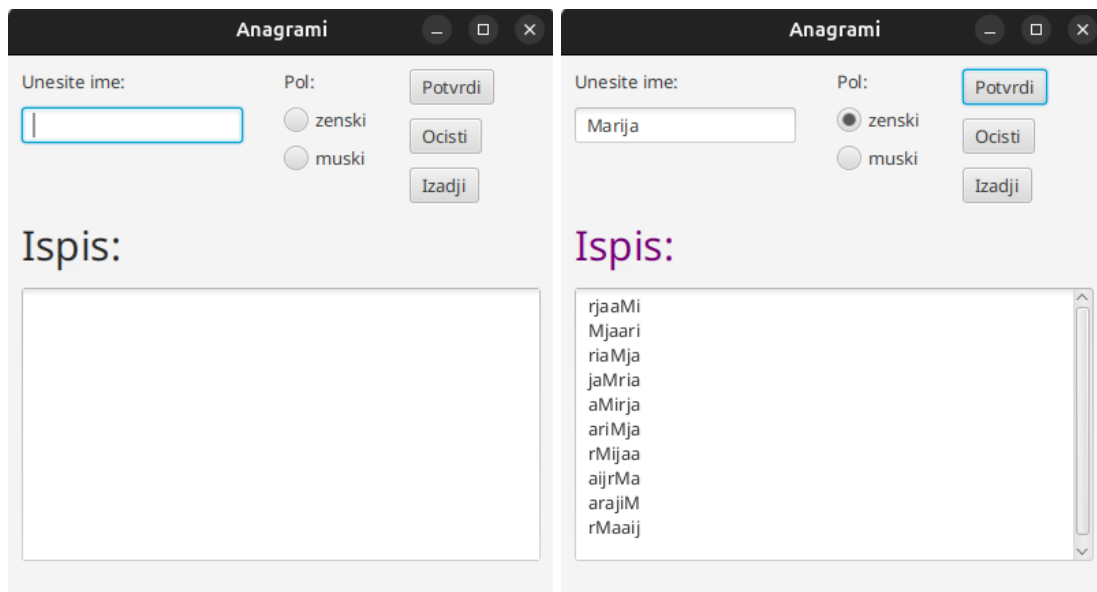 Anagrami
Unesite ime:
Pol:
Potvrdi
zenski
Ocisti
muski
Izadji
Ispis:
Anagrami
Unesite ime:
Pol:
Potvrdi
Marija
zenski
Ocisti
muski
Izadji
Ispis:
rjaaMi
Mjaari
riaMja
jaMria
aMirja
ariMja
rMijaa
aijrMa
arajiM
rMaaij